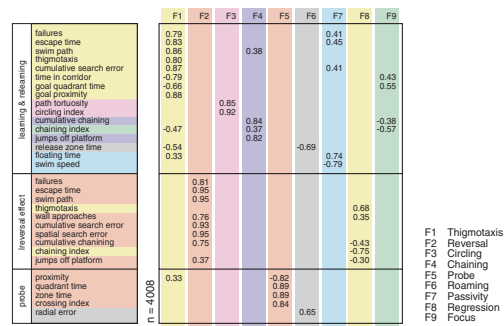 F1 F2 F3 F4 F5 F6 F7 F8 F9
learning & relearning
failures 0.79 0.41
escape time 0.83 0.45
swim path 0.86 0.38
thigmotaxis 0.80
cumulative search error 0.87 0.41
time in corridor -0.79 0.43
goal quadrant time -0.66 0.55
goal proximity 0.88
path tortuosity 0.85
circling index 0.92
cumulative chaining 0.84 -0.38
chaining index -0.47 0.37 -0.57
jumps off platform 0.82
release zone time -0.54 -0.69
floating time 0.33 0.74
swim speed -0.79
Ireversal effect
failures 0.81
escape time 0.95
swim path 0.95
thigmotaxis 0.68
wall approaches 0.76 0.35
cumulative search error 0.93
spatial search error 0.95
cumulative chanining 0.75 -0.43
chaining index -0.75
jumps off platform 0.37 -0.30
probe
proximity 0.33 -0.82
quadrant time 0.89
zone time 0.89
crossing index 0.84
radial error 0.65
n = 4008
F1 Thigmotaxis
F2 Reversal
F3 Circling
F4 Chaining
F5 Probe
F6 Roaming
F7 Passivity
F8 Regression
F9 Focus